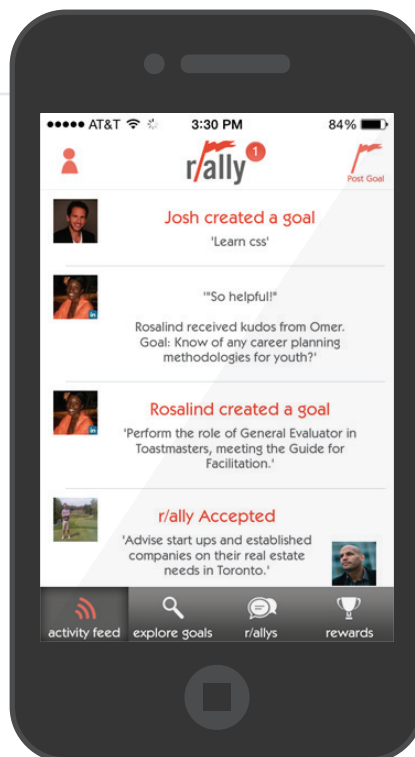 AT&T 3:30 PM 84%
r/ally 1
Post Goal
Josh created a goal
'Learn css'
'"So helpful!"
Rosalind received kudos from Omer.
Goal: Know of any career planning
methodologies for youth?'
Rosalind created a goal
'Perform the role of General Evaluator in
Toastmasters, meeting the Guide for
Facilitation.'
r/ally Accepted
'Advise start ups and established
companies on their real estate
needs in Toronto.'
in
in
activity feed explore goals r/allys rewards